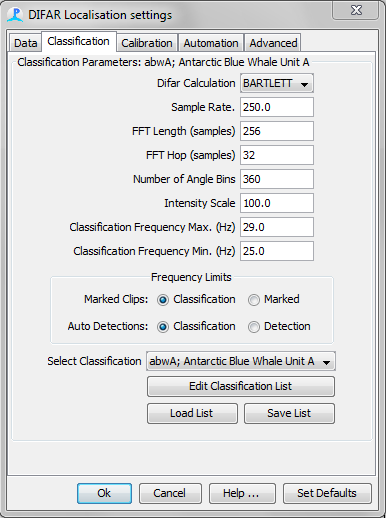 DIFAR Localisation settings
Data Classification Calibration Automation Advanced
Classification Parameters: abwA; Antarctic Blue Whale Unit A
Difar Calculation BARTLETT
Sample Rate. 250.0
FFT Length (samples) 256
FFT Hop (samples) 32
Number of Angle Bins 360
Intensity Scale 100.0
Classification Frequency Max. (Hz) 29.0
Classification Frequency Min. (Hz) 25.0
Frequency Limits
Marked Clips: Classification Marked
Auto Detections: Classification Detection
Select Classification abwA; Antarctic Blue Whale Unit A
Edit Classification List
Load List Save List
Ok Cancel Help ... Set Defaults